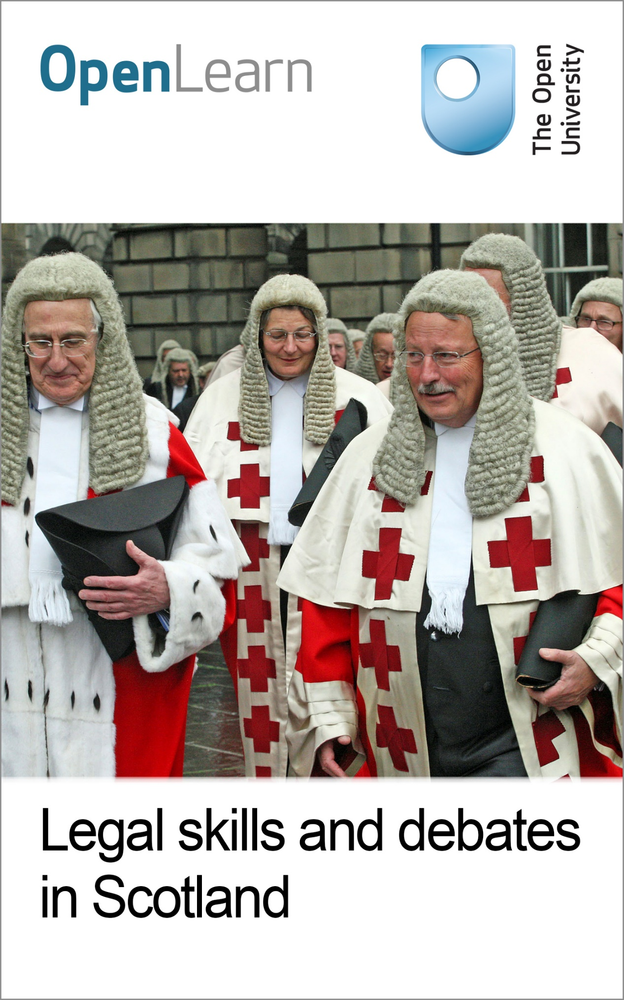 OpenLearn
The Open
University
Legal skills and debates
in Scotland